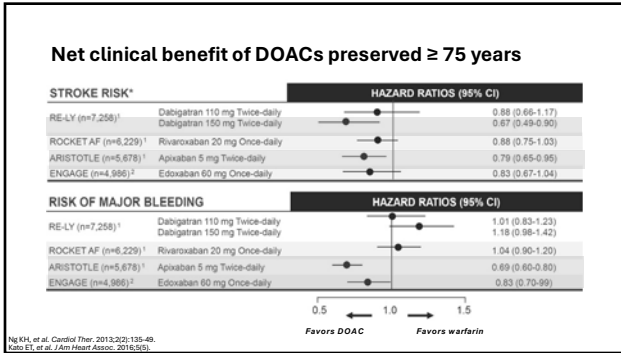 Net clinical benefit of DOACs preserved ≥ 75 years
STROKE RISK* HAZARD RATIOS (95% CI)
RE-LY (n=7,258)¹ Dabigatran 110 mg Twice-daily 0.88 (0.66-1.17)
Dabigatran 150 mg Twice-daily 0.67 (0.49-0.90)
ROCKET AF (n=6,229)¹ Rivaroxaban 20 mg Once-daily 0.88 (0.75-1.03)
ARISTOTLE (n=5,678)¹ Apixaban 5 mg Twice-daily 0.79 (0.65-0.95)
ENGAGE (n=4,986)² Edoxaban 60 mg Once-daily 0.83 (0.67-1.04)
RISK OF MAJOR BLEEDING HAZARD RATIOS (95% CI)
RE-LY (n=7,258)¹ Dabigatran 110 mg Twice-daily 1.01 (0.83-1.23)
Dabigatran 150 mg Twice-daily 1.18 (0.98-1.42)
ROCKET AF (n=6,229)¹ Rivaroxaban 20 mg Once-daily 1.04 (0.90-1.20)
ARISTOTLE (n=5,678)¹ Apixaban 5 mg Twice-daily 0.69 (0.60-0.80)
ENGAGE (n=4,986)² Edoxaban 60 mg Once-daily 0.83 (0.70-99)
0.5 1.0 1.5
Favors DOAC Favors warfarin
Ng KH, et al. Cardiol Ther. 2013;2(2):135-49.
Kato ET, et al. J Am Heart Assoc. 2016;5(5).